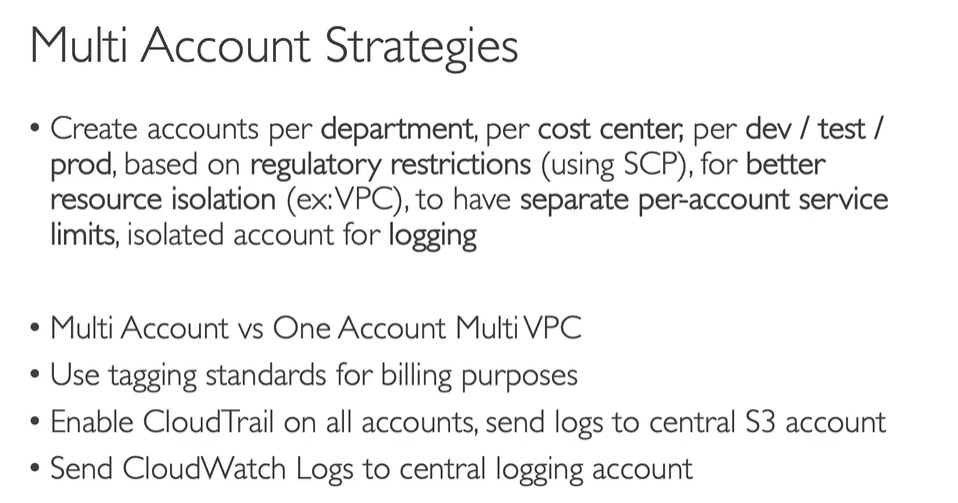 Multi Account Strategies
• Create accounts per department, per cost center, per dev / test /
prod, based on regulatory restrictions (using SCP), for better
resource isolation (ex: VPC), to have separate per-account service
limits, isolated account for logging
• Multi Account vs One Account Multi VPC
• Use tagging standards for billing purposes
• Enable CloudTrail on all accounts, send logs to central S3 account
• Send CloudWatch Logs to central logging account